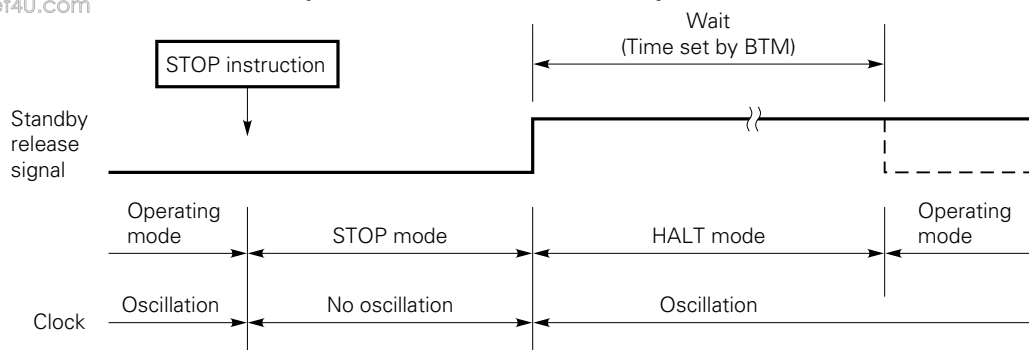 et4U.com
Wait
(Time set by BTM)
STOP instruction
Standby
release
signal
Operating
mode
STOP mode
HALT mode
Operating
mode
Clock
Oscillation
No oscillation
Oscillation